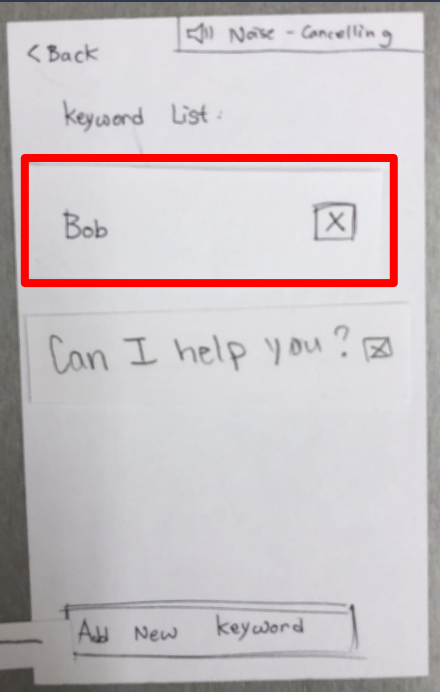 Noise - Cancelling
< Back
Keyword List:
Bob X
Can I help you? X
Add New Keyword